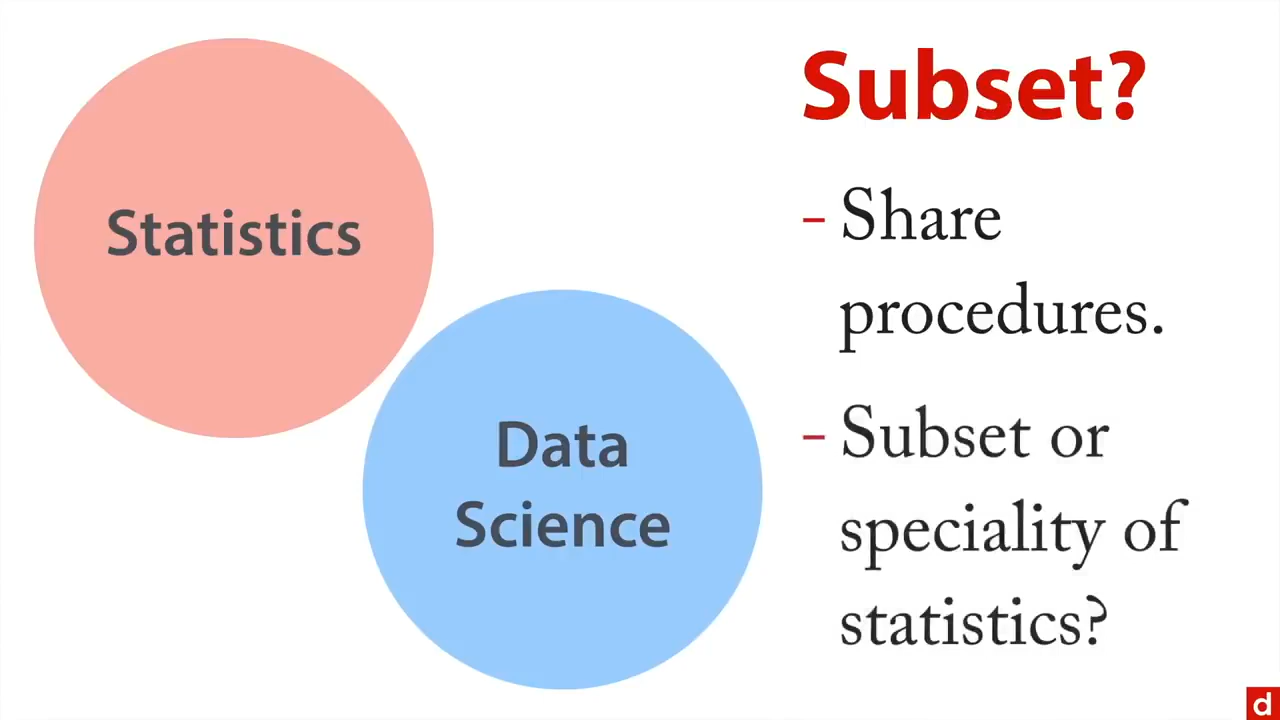 Subset?
Statistics
- Share
procedures.
Data
Science
- Subset or
speciality of
statistics?
d